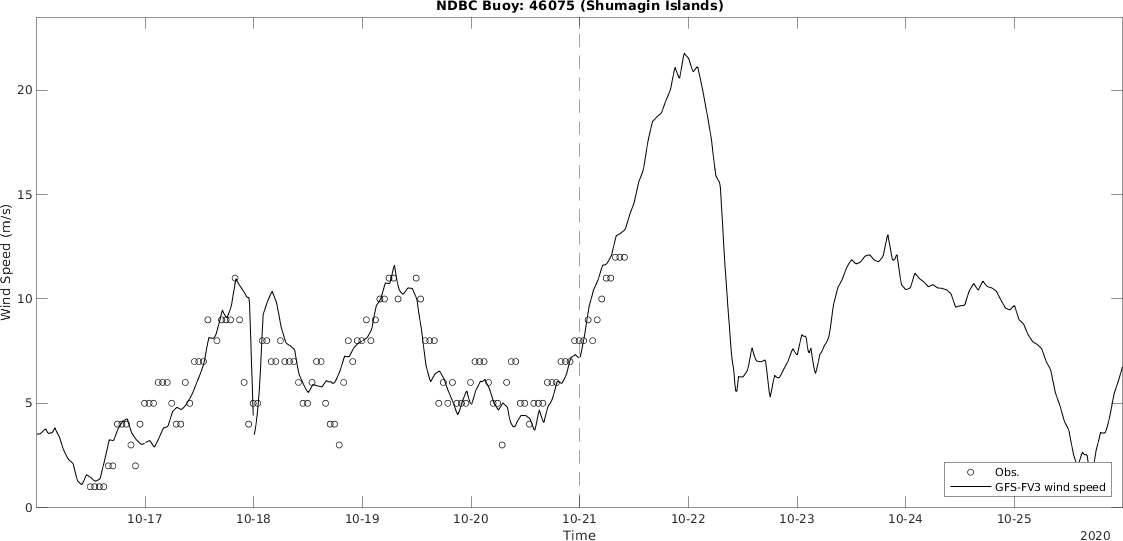 NDBC Buoy: 46075 (Shumagin Islands)
Wind Speed (m/s)
20
15
10
5
0
10-17 10-18 10-19 10-20 10-21 10-22 10-23 10-24 10-25
Time
2020
Obs.
GFS-FV3 wind speed